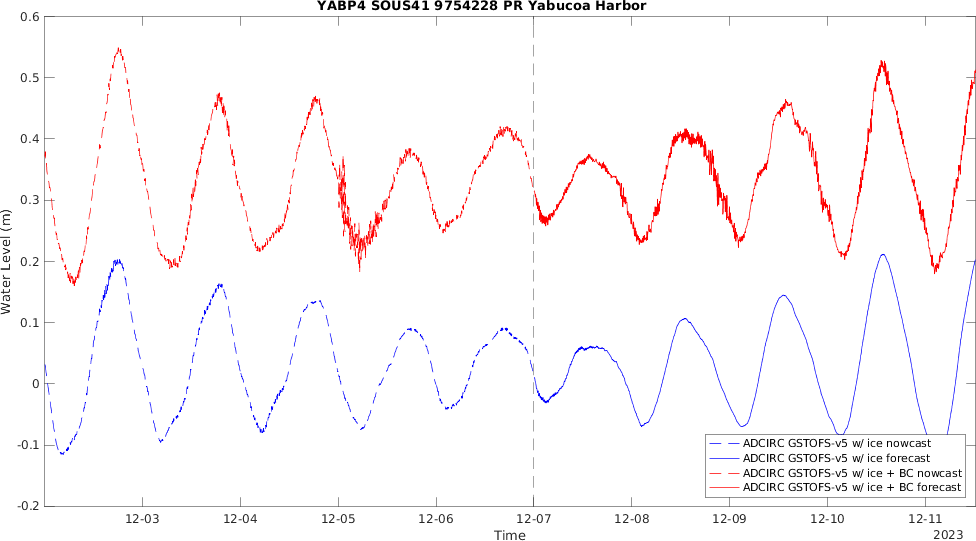 YABP4 SOUS41 9754228 PR Yabucoa Harbor
0.6
0.5
0.4
0.3
0.2
0.1
0
-0.1
-0.2
Water Level (m)
12-03
12-04
12-05
12-06
12-07
12-08
12-09
12-10
12-11
Time
2023
ADCIRC GSTOFS-v5 w/ ice nowcast
ADCIRC GSTOFS-v5 w/ ice forecast
ADCIRC GSTOFS-v5 w/ ice + BC nowcast
ADCIRC GSTOFS-v5 w/ ice + BC forecast